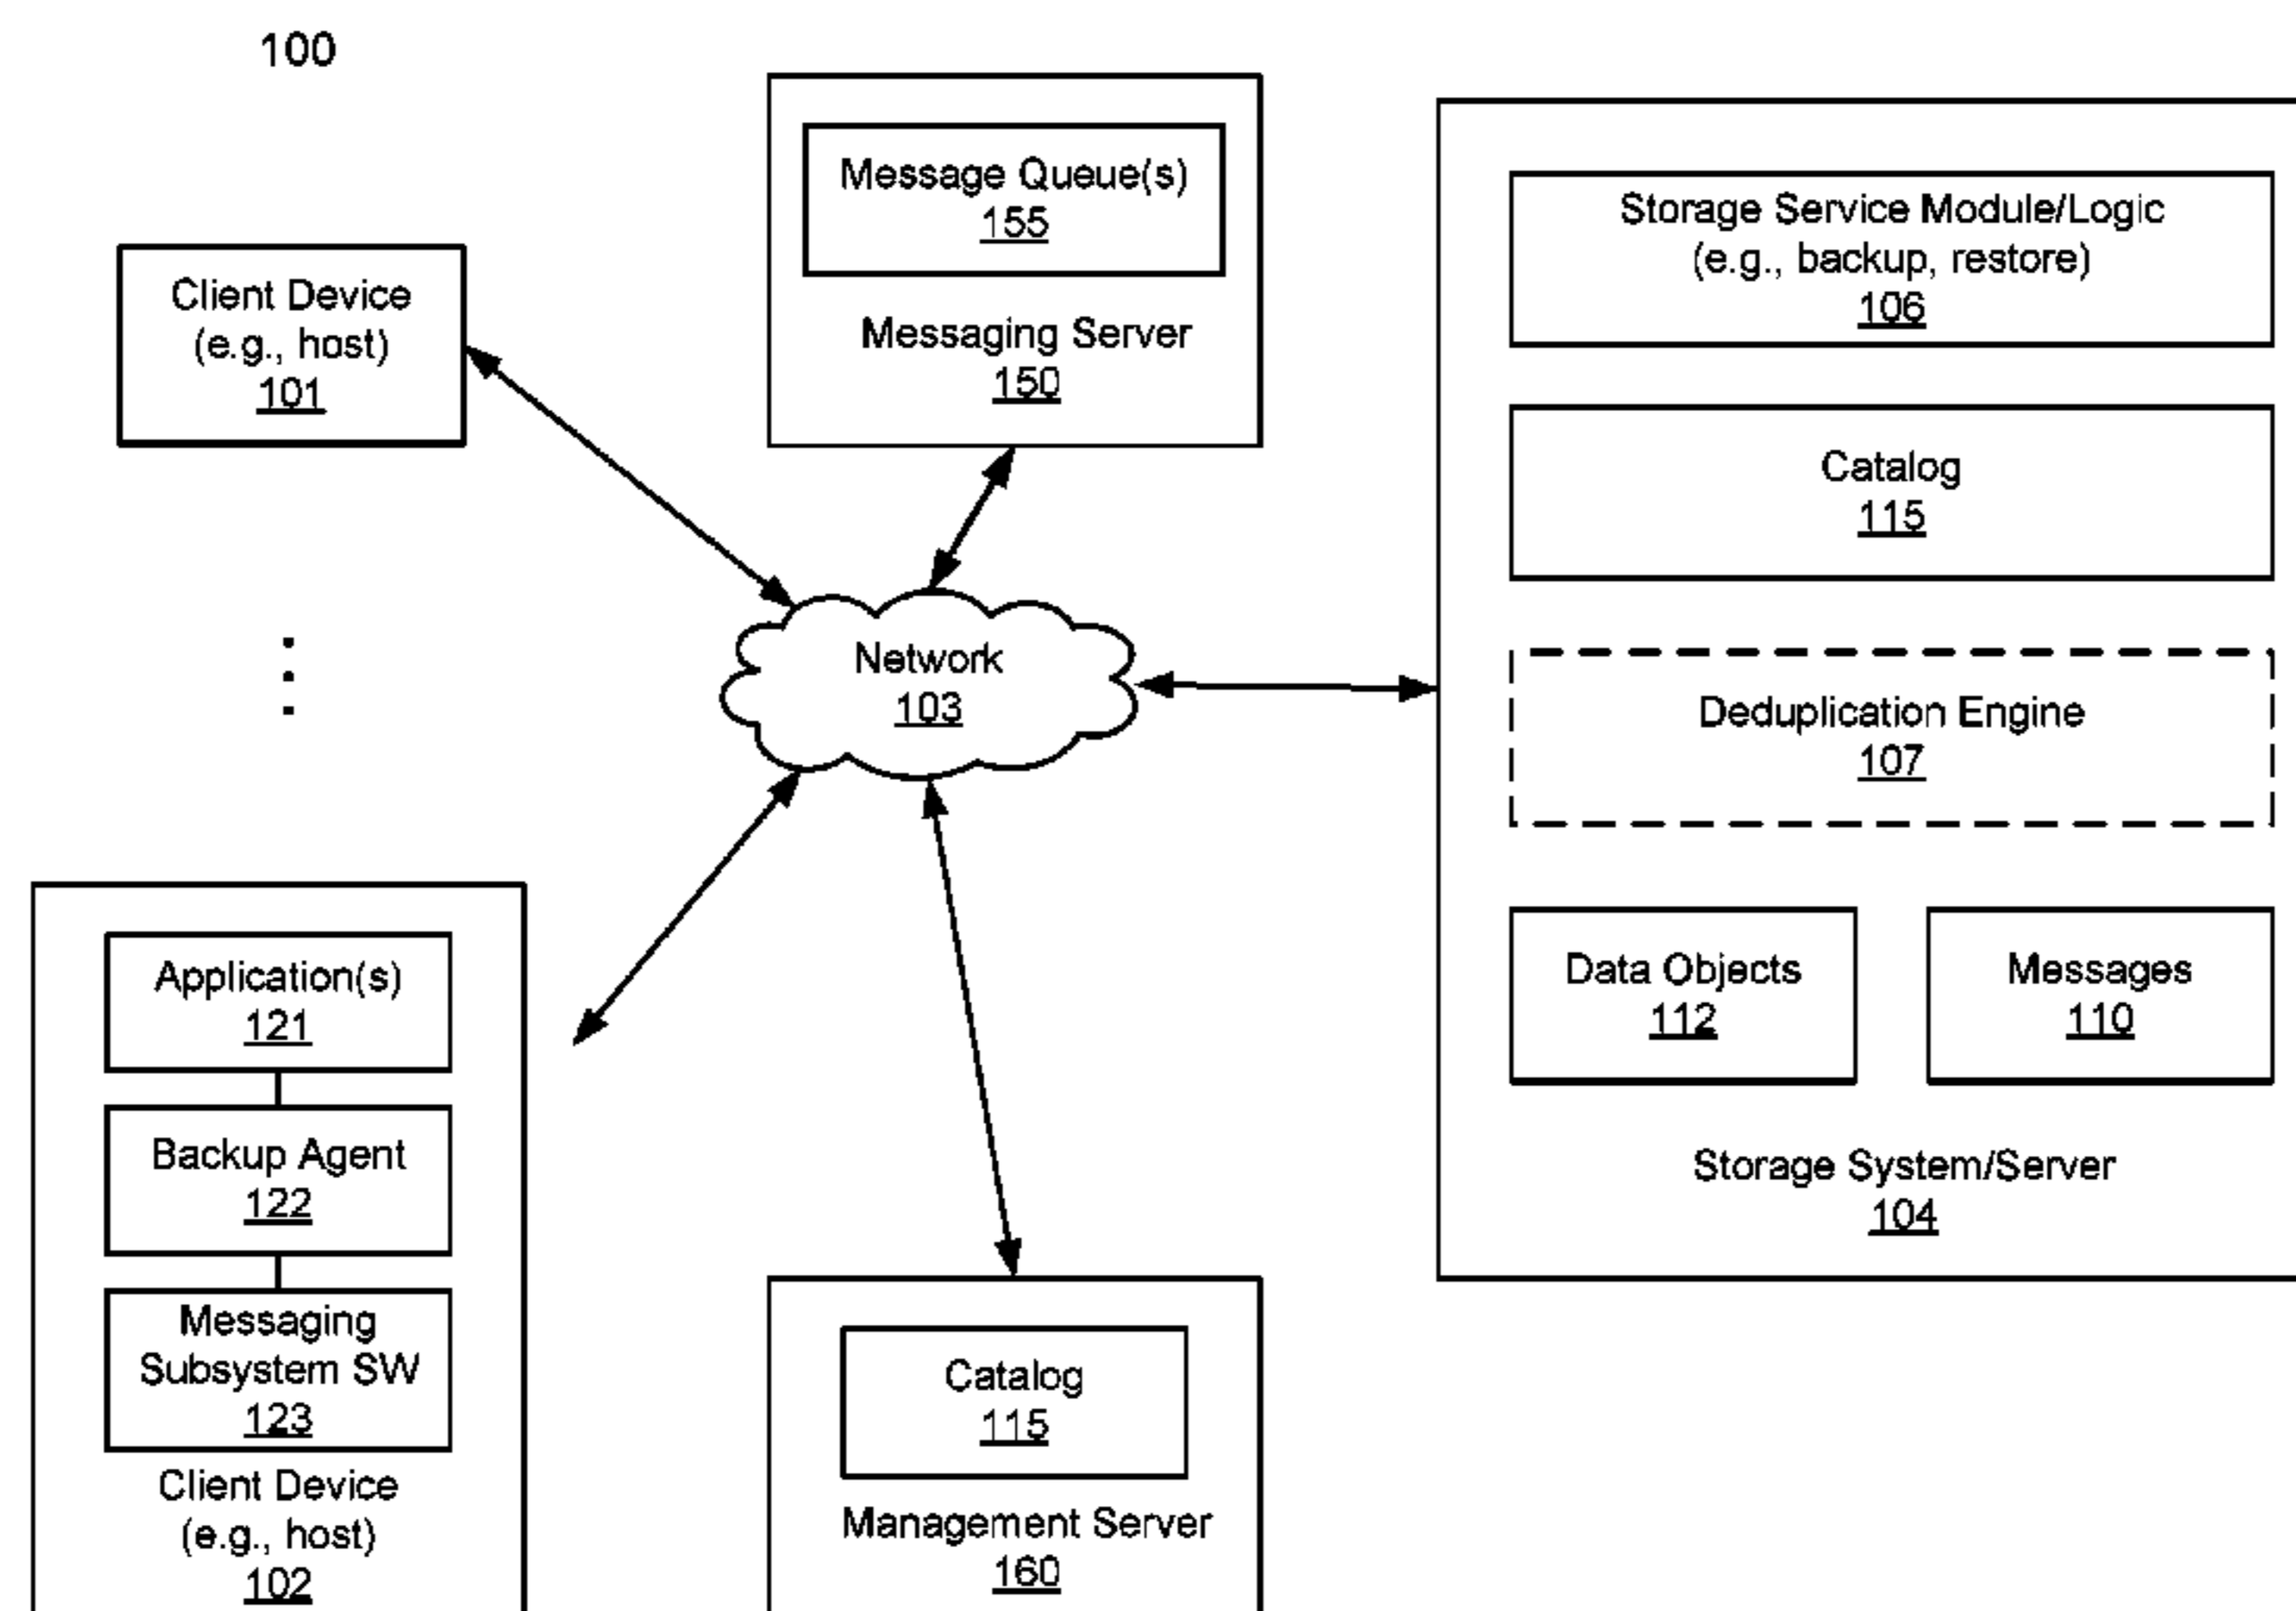 100
Message Queue(s)
155
Messaging Server
150
Client Device
(e.g., host)
101
Storage Service Module/Logic
(e.g., backup, restore)
106
Catalog
115
Deduplication Engine
107
Data Objects
112
Messages
110
Storage System/Server
104
Network
103
Application(s)
121
Backup Agent
122
Messaging
Subsystem SW
123
Client Device
(e.g., host)
102
Catalog
115
Management Server
160